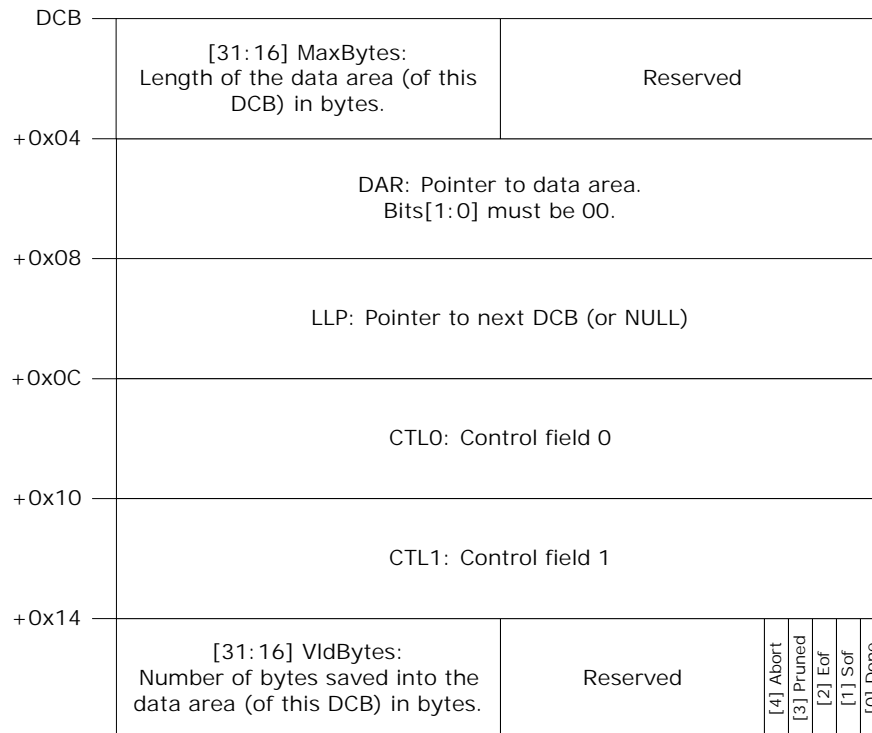 DCB
[31:16] MaxBytes:
Length of the data area (of this
DCB) in bytes.
Reserved
+0x04
DAR: Pointer to data area.
Bits[1:0] must be 00.
+0x08
LLP: Pointer to next DCB (or NULL)
+0x0C
CTL0: Control field 0
+0x10
CTL1: Control field 1
+0x14
[31:16] VldBytes:
Number of bytes saved into the
data area (of this DCB) in bytes.
Reserved
[4] Abort
[3] Pruned
[2] Eof
[1] Sof
[0] Done